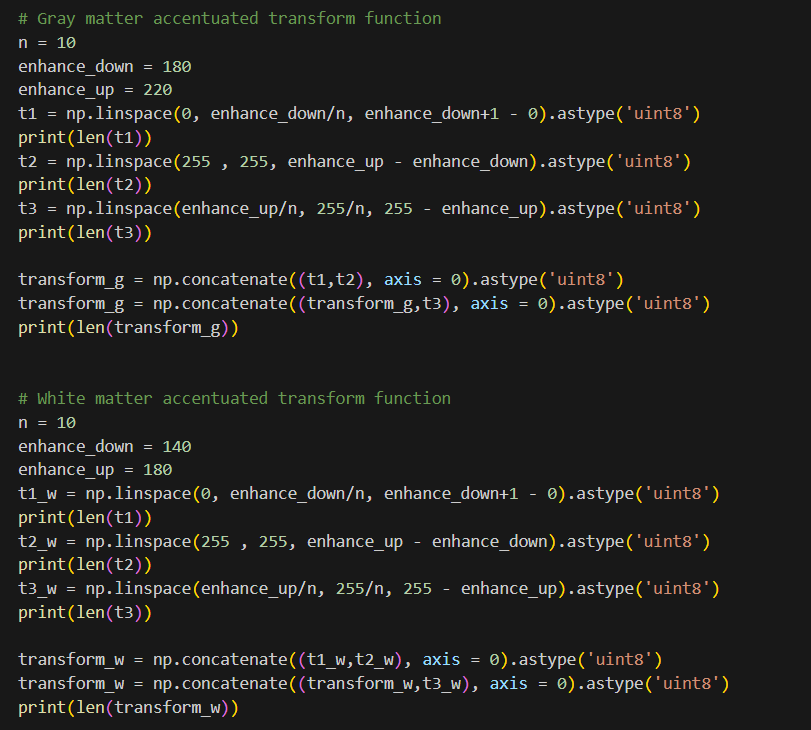 # Gray matter accentuated transform function
n = 10
enhance_down = 180
enhance_up = 220
t1 = np.linspace(0, enhance_down/n, enhance_down+1 - 0).astype('uint8')
print(len(t1))
t2 = np.linspace(255 , 255, enhance_up - enhance_down).astype('uint8')
print(len(t2))
t3 = np.linspace(enhance_up/n, 255/n, 255 - enhance_up).astype('uint8')
print(len(t3))
transform_g = np.concatenate((t1,t2), axis = 0).astype('uint8')
transform_g = np.concatenate((transform_g,t3), axis = 0).astype('uint8')
print(len(transform_g))
# White matter accentuated transform function
n = 10
enhance_down = 140
enhance_up = 180
t1_w = np.linspace(0, enhance_down/n, enhance_down+1 - 0).astype('uint8')
print(len(t1))
t2_w = np.linspace(255 , 255, enhance_up - enhance_down).astype('uint8')
print(len(t2))
t3_w = np.linspace(enhance_up/n, 255/n, 255 - enhance_up).astype('uint8')
print(len(t3))
transform_w = np.concatenate((t1_w,t2_w), axis = 0).astype('uint8')
transform_w = np.concatenate((transform_w,t3_w), axis = 0).astype('uint8')
print(len(transform_w))